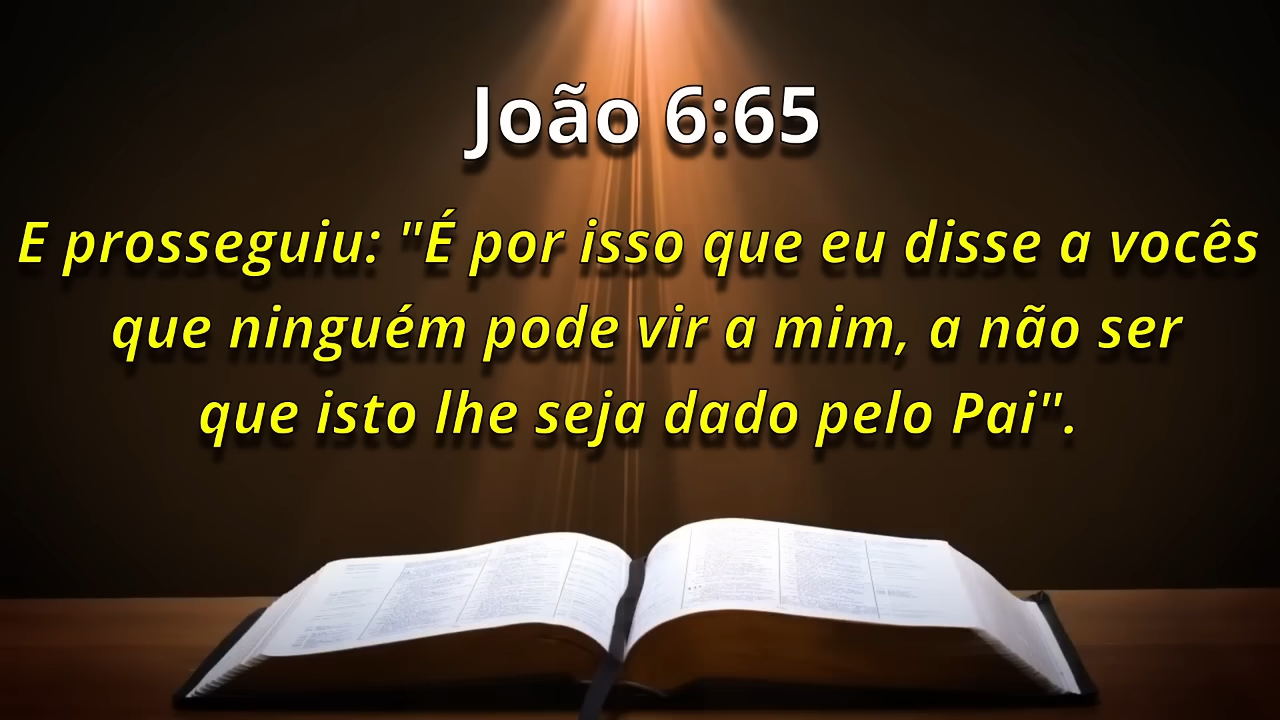 João 6:65
E prosseguiu: "É por isso que eu disse a vocês
que ninguém pode vir a mim, a não ser
que isto lhe seja dado pelo Pai".